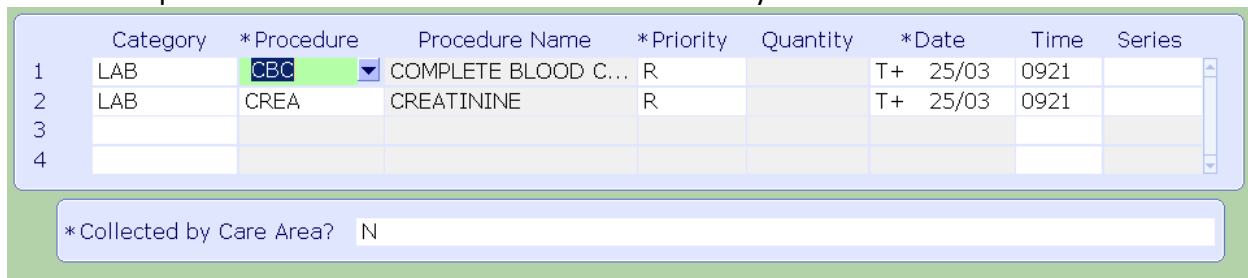 Category *Procedure Procedure Name *Priority Quantity *Date Time Series
1 LAB CBC COMPLETE BLOOD C... R T+ 25/03 0921
2 LAB CREA CREATININE R T+ 25/03 0921
3
4
*Collected by Care Area? N